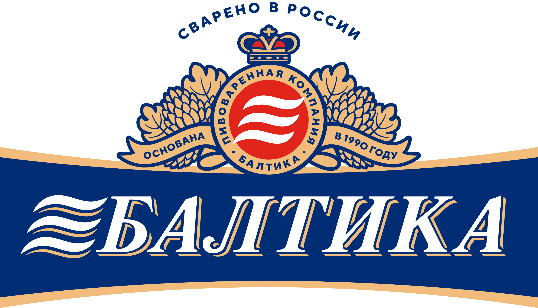 СВАРЕНО В РОССИИ
ПИВОВАРЕННАЯ КОМПАНИЯ
• БАЛТИКА •
ОСНОВАНА
В 1990 ГОДУ
БАЛТИКА